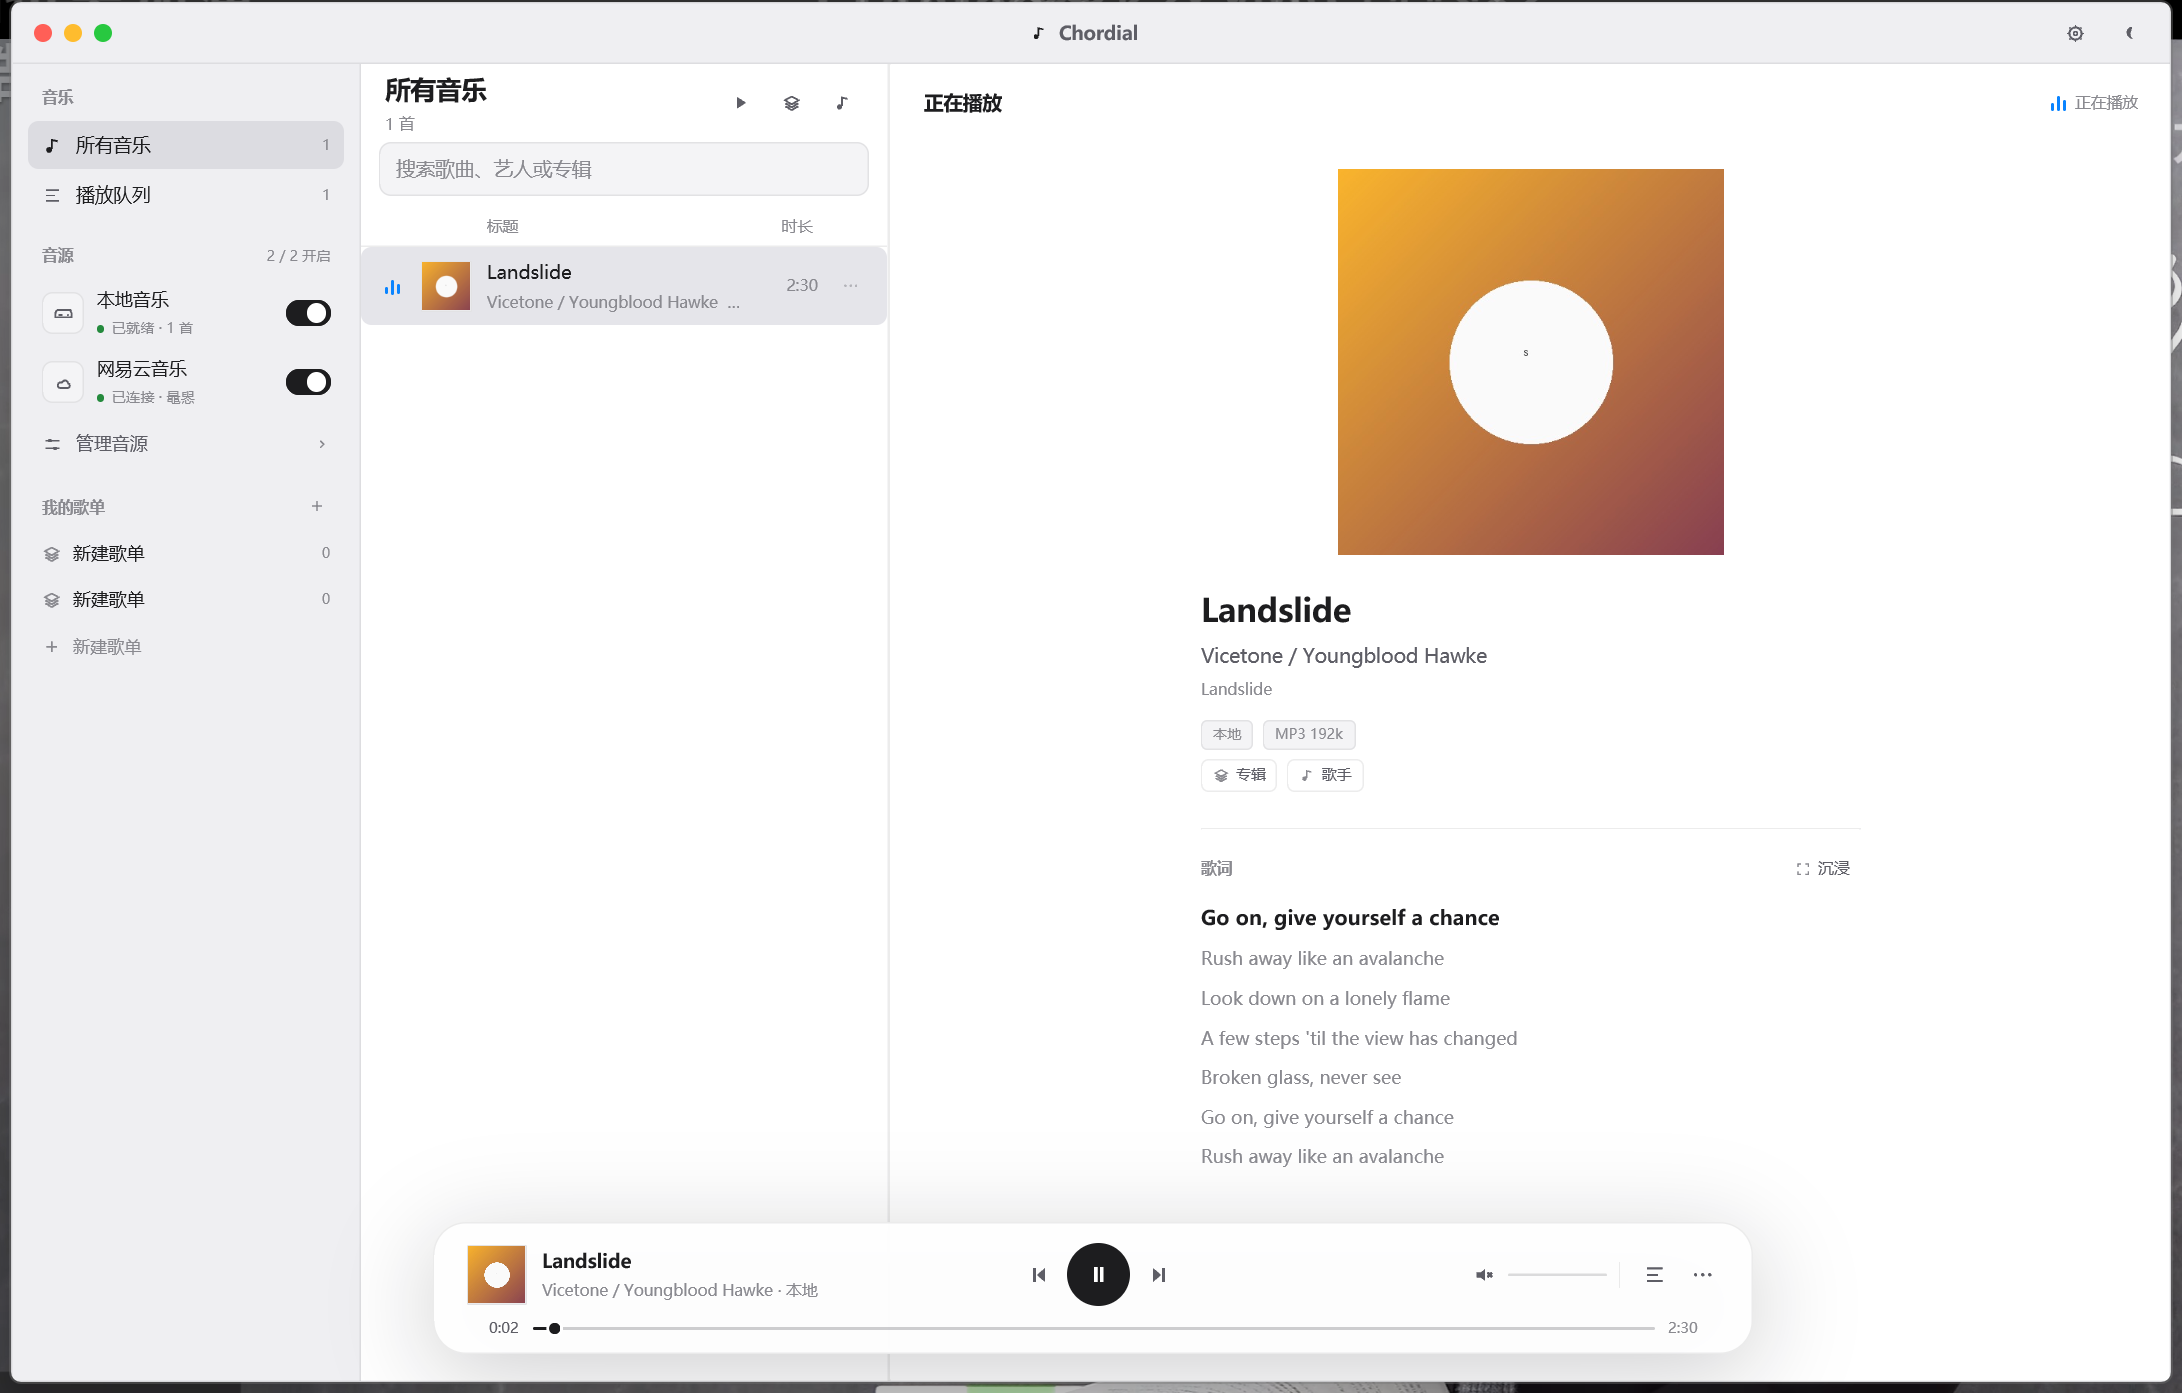 Chordial
音乐
所有音乐 1
播放队列 1
音源 2 / 2 开启
本地音乐
已就绪 · 1 首
网易云音乐
已连接 ·
管理音源
我的歌单
新建歌单 0
新建歌单 0
新建歌单
所有音乐
1 首
搜索歌曲、艺人或专辑
标题 时长
Landslide
Vicetone / Youngblood Hawke ...
2:30
正在播放
正在播放
s
Landslide
Vicetone / Youngblood Hawke
Landslide
本地 MP3 192k
专辑 歌手
歌词 沉浸
Go on, give yourself a chance
Rush away like an avalanche
Look down on a lonely flame
A few steps 'til the view has changed
Broken glass, never see
Go on, give yourself a chance
Rush away like an avalanche
Landslide
Vicetone / Youngblood Hawke · 本地
0:02 2:30